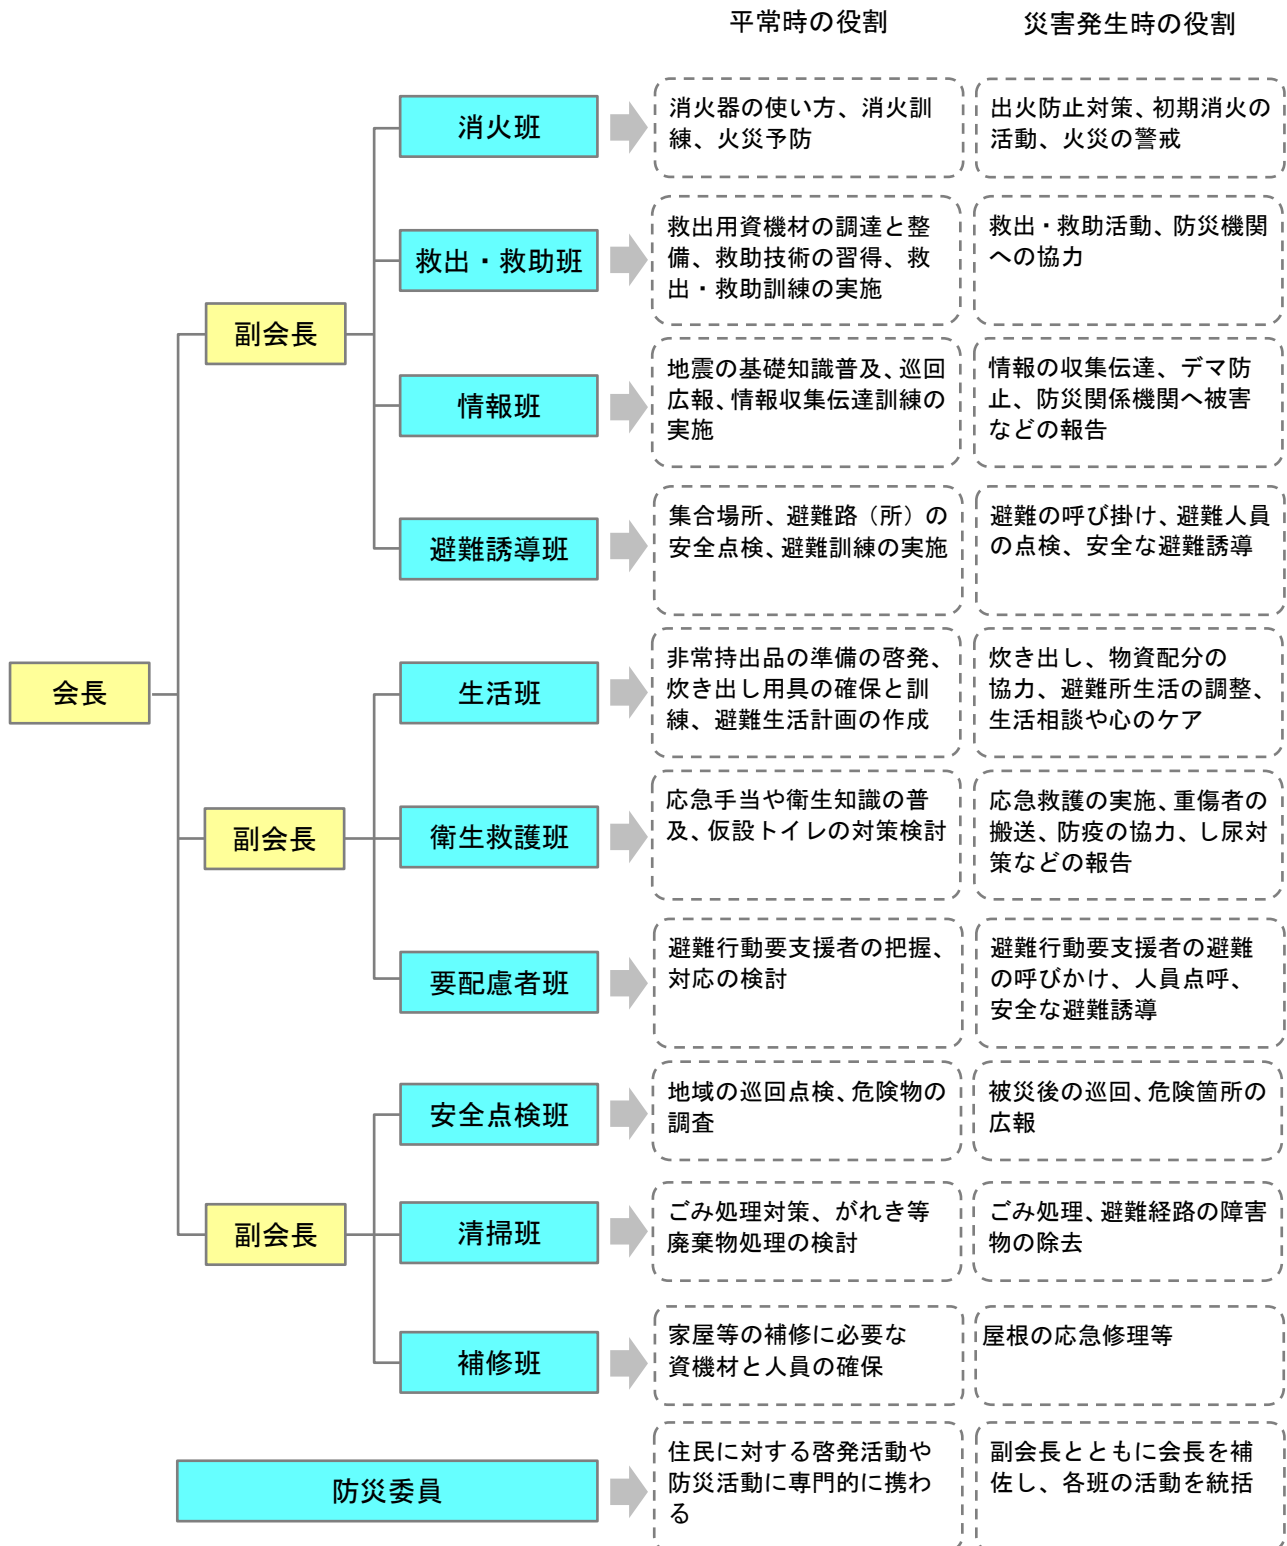 平常時の役割
災害発生時の役割
消火班
消火器の使い方、消火訓
練、火災予防
出火防止対策、初期消火の
活動、火災の警戒
救出・救助班
救出用資機材の調達と整
備、救助技術の習得、救
出・救助訓練の実施
救出・救助活動、防災機関
への協力
副会長
情報班
地震の基礎知識普及、巡回
広報、情報収集伝達訓練の
実施
情報の収集伝達、デマ防
止、防災関係機関へ被害
などの報告
避難誘導班
集合場所、避難路（所）の
安全点検、避難訓練の実施
避難の呼び掛け、避難人員
の点検、安全な避難誘導
会長
生活班
非常持出品の準備の啓発、
炊き出し用具の確保と訓
練、避難生活計画の作成
炊き出し、物資配分の
協力、避難所生活の調整、
生活相談や心のケア
副会長
衛生救護班
応急手当や衛生知識の普
及、仮設トイレの対策検討
応急救護の実施、重傷者の
搬送、防疫の協力、し尿対
策などの報告
要配慮者班
避難行動要支援者の把握、
対応の検討
避難行動要支援者の避難
の呼びかけ、人員点呼、
安全な避難誘導
安全点検班
地域の巡回点検、危険物の
調査
被災後の巡回、危険箇所の
広報
副会長
清掃班
ごみ処理対策、がれき等
廃棄物処理の検討
ごみ処理、避難経路の障害
物の除去
補修班
家屋等の補修に必要な
資機材と人員の確保
屋根の応急修理等
防災委員
住民に対する啓発活動や
防災活動に専門的に携わ
る
副会長とともに会長を補
佐し、各班の活動を統括